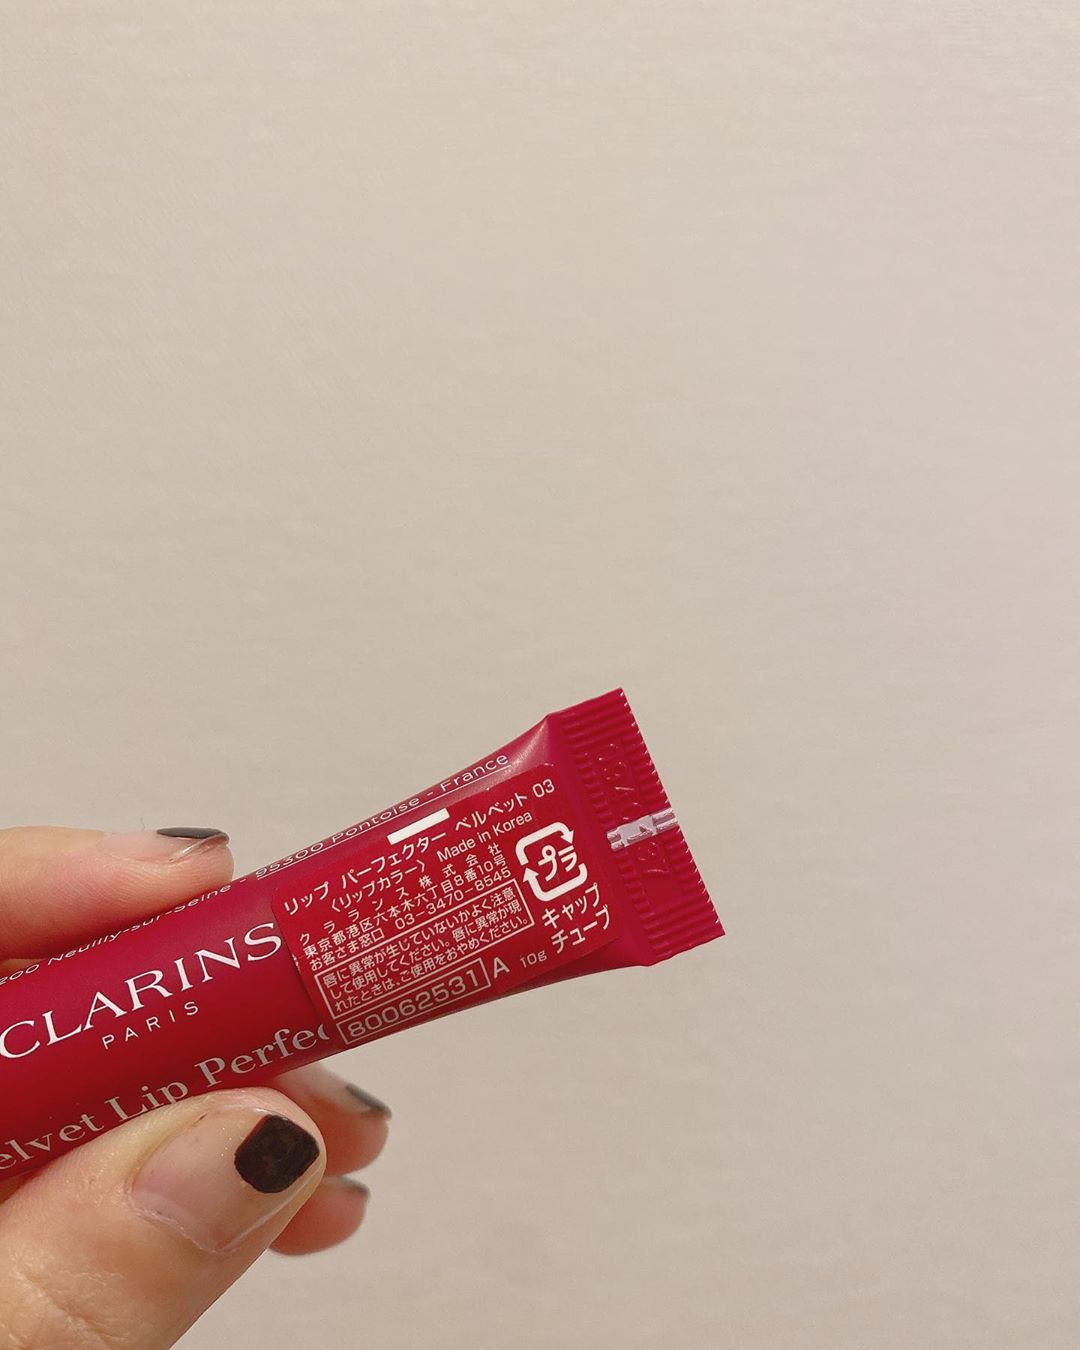 Neuilly-sur-Seine - 95300 Pontoise - France
CLARINS
PARIS
Lip
リップ パーフェクター ベルベット 03
〈リップカラー〉 Made in Korea
クラランス株式会社
東京都港区六本木六丁目8番10号
お客さま窓口 03-3470-8545
唇に異常が生じていないかよく注意
して使用してください。唇に異常が現
れたときは、ご使用をおやめください。
80062531 A 10g
プラ
キャップ
チューブ